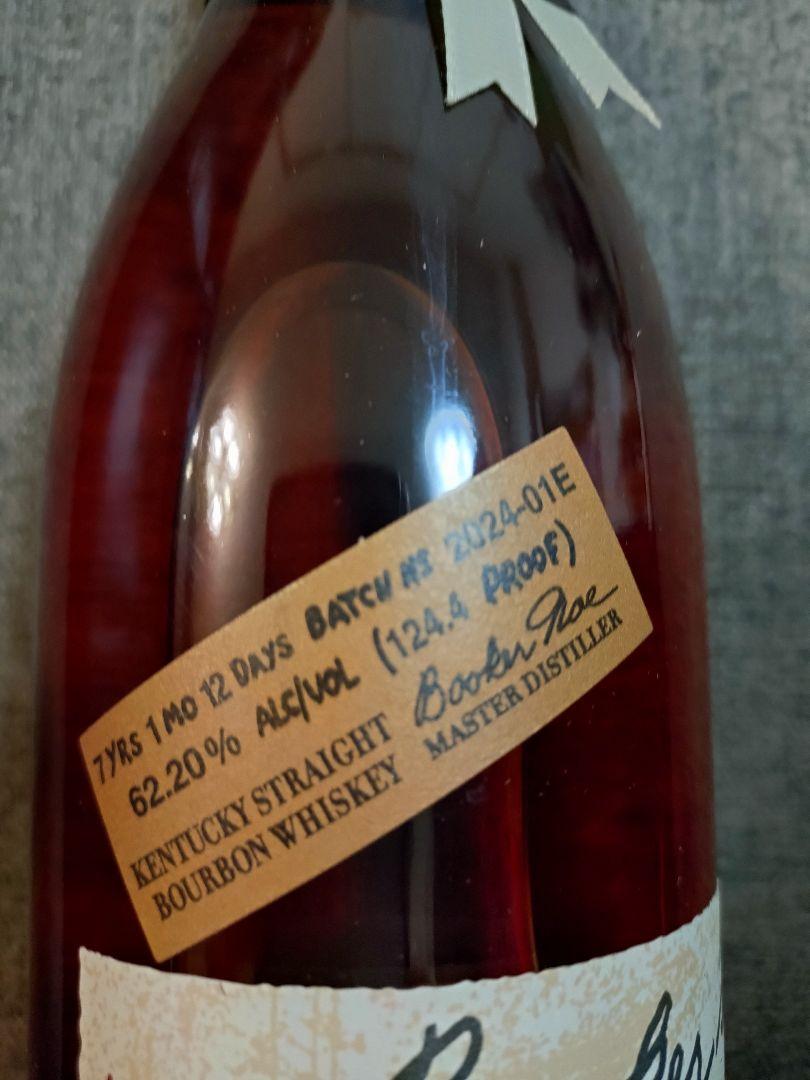 7 YRS 1 MO 12 DAYS BATCH № 2024-01E
62.20% ALC/VOL (124.4 PROOF)
KENTUCKY STRAIGHT
BOURBON WHISKEY
Booker Noe
MASTER DISTILLER